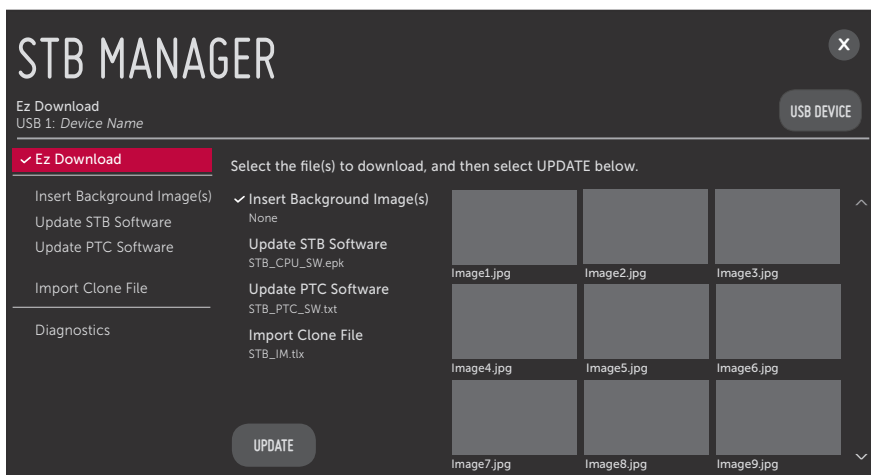 STB MANAGER
X
Ez Download
USB 1: Device Name
USB DEVICE
Ez Download
Insert Background Image(s)
Update STB Software
Update PTC Software
Import Clone File
Diagnostics
Select the file(s) to download, and then select UPDATE below.
Insert Background Image(s)
None
Update STB Software
STB_CPU_SW.epk
Update PTC Software
STB_PTC_SW.txt
Import Clone File
STB_IM.tlx
UPDATE
Image1.jpg
Image2.jpg
Image3.jpg
Image4.jpg
Image5.jpg
Image6.jpg
Image7.jpg
Image8.jpg
Image9.jpg